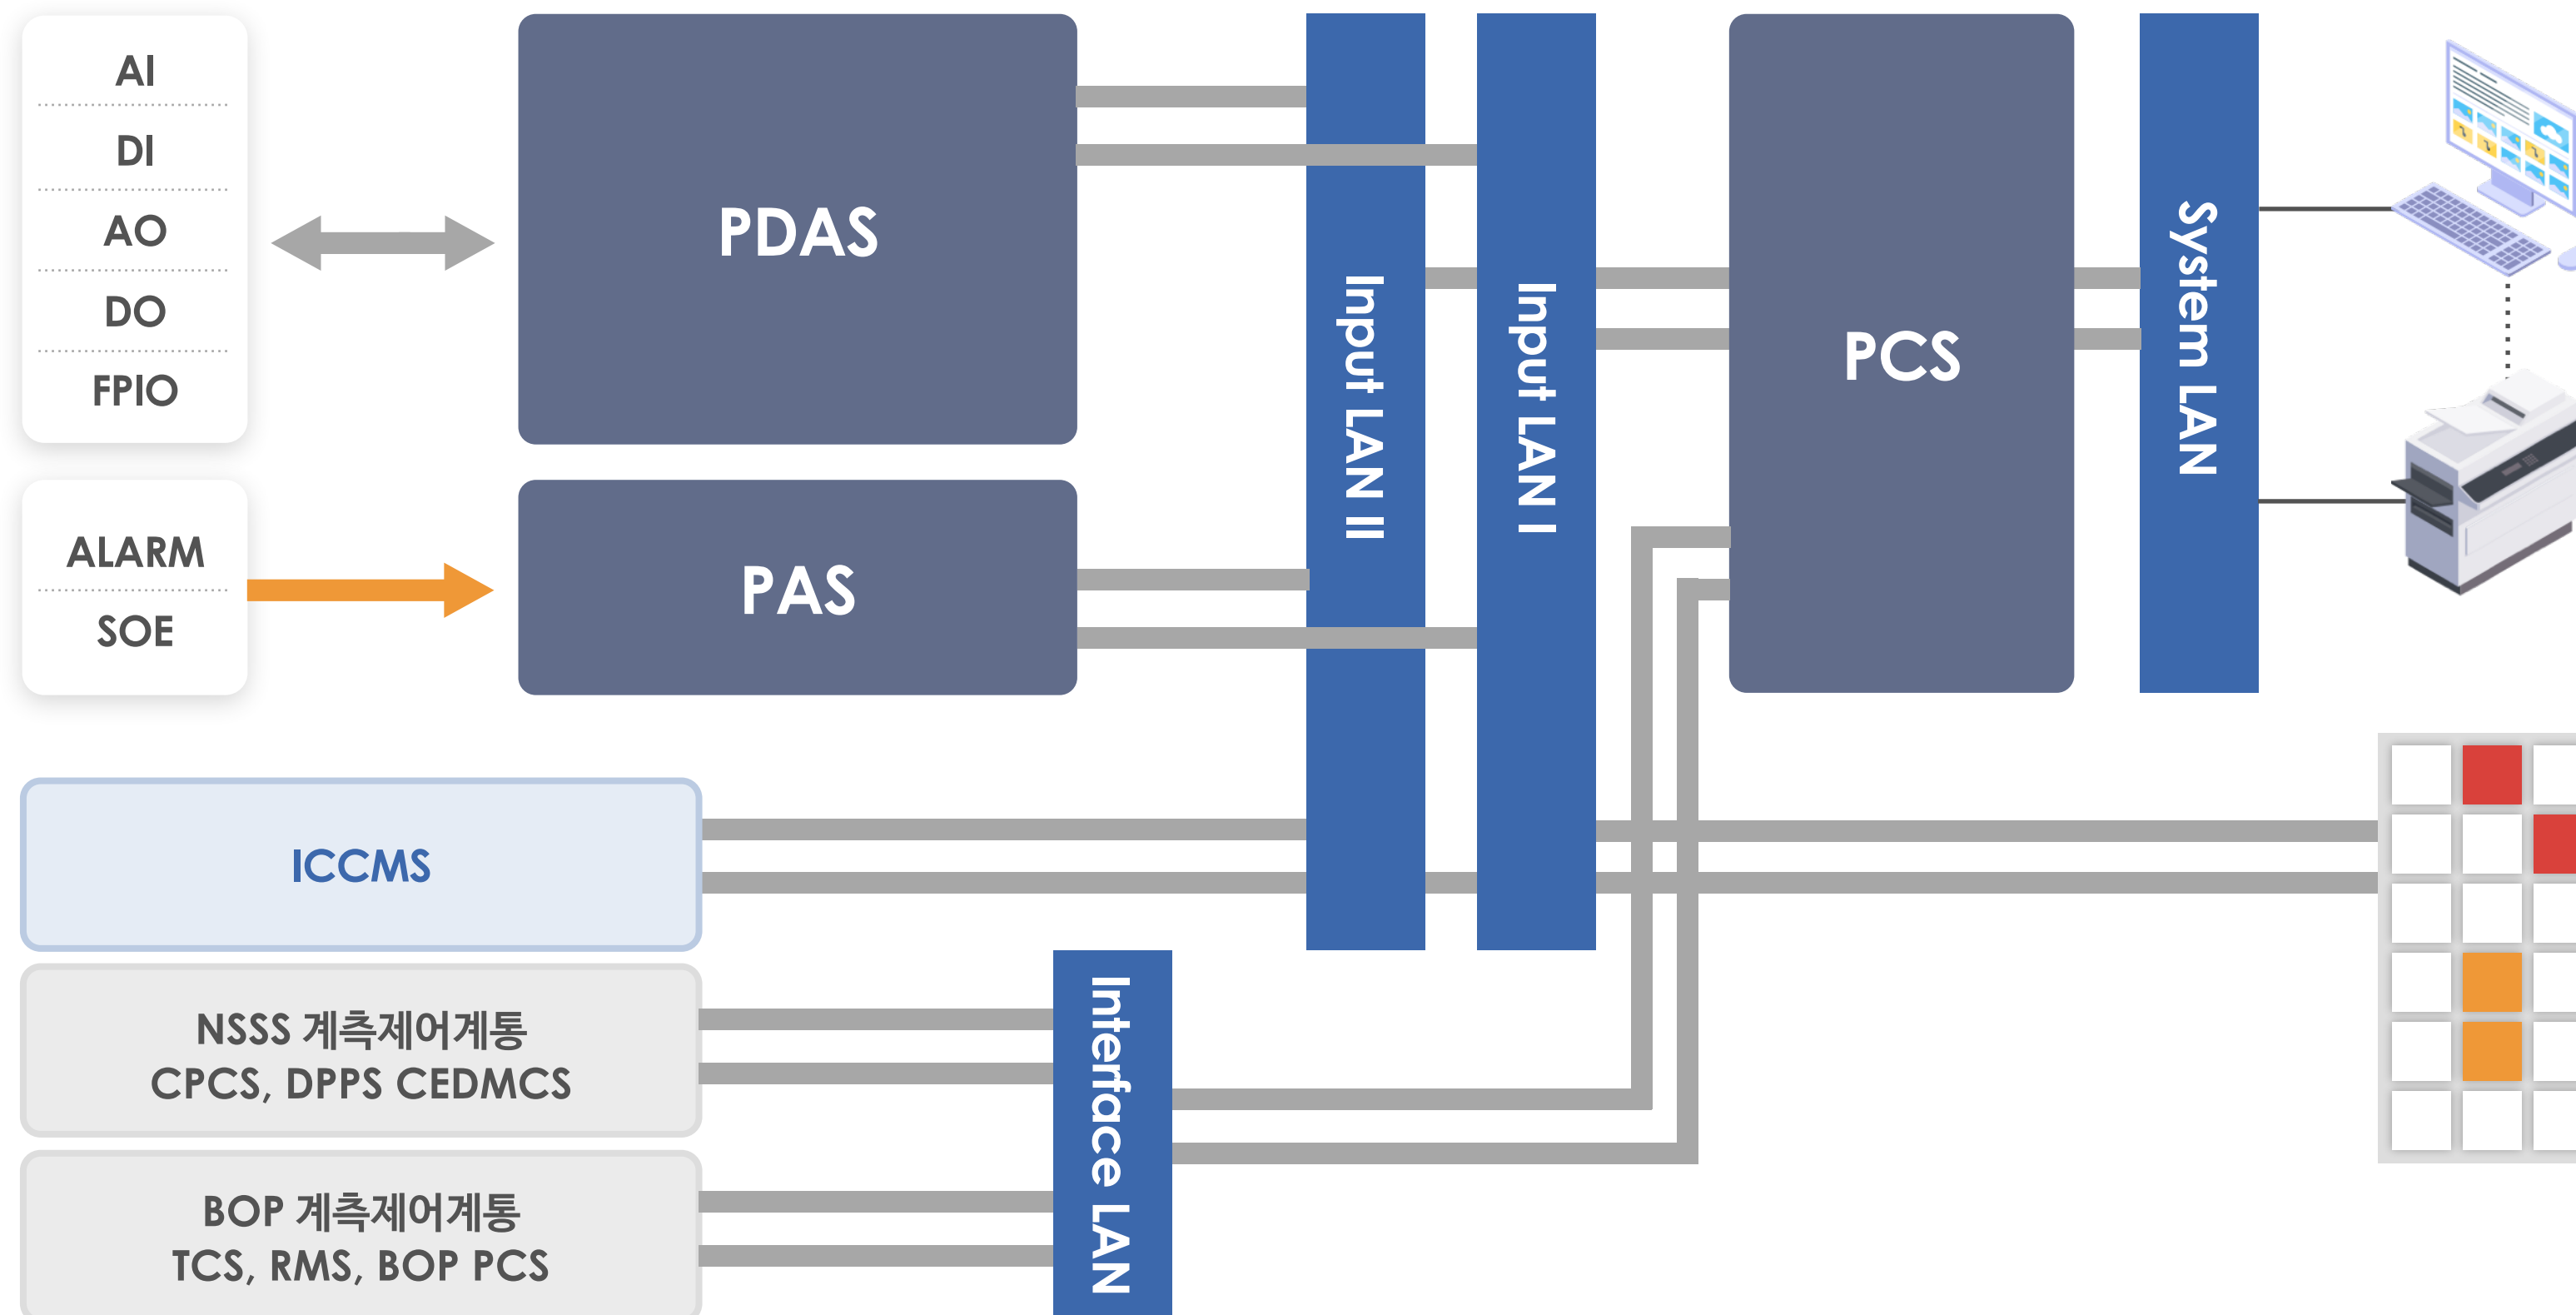 AI
DI
AO
DO
FPIO
ALARM
SOE
PDAS
PAS
Input LAN II
Input LAN I
PCS
System LAN
ICCMS
NSSS 계측제어계통
CPCS, DPPS CEDMCS
BOP 계측제어계통
TCS, RMS, BOP PCS
Interface LAN